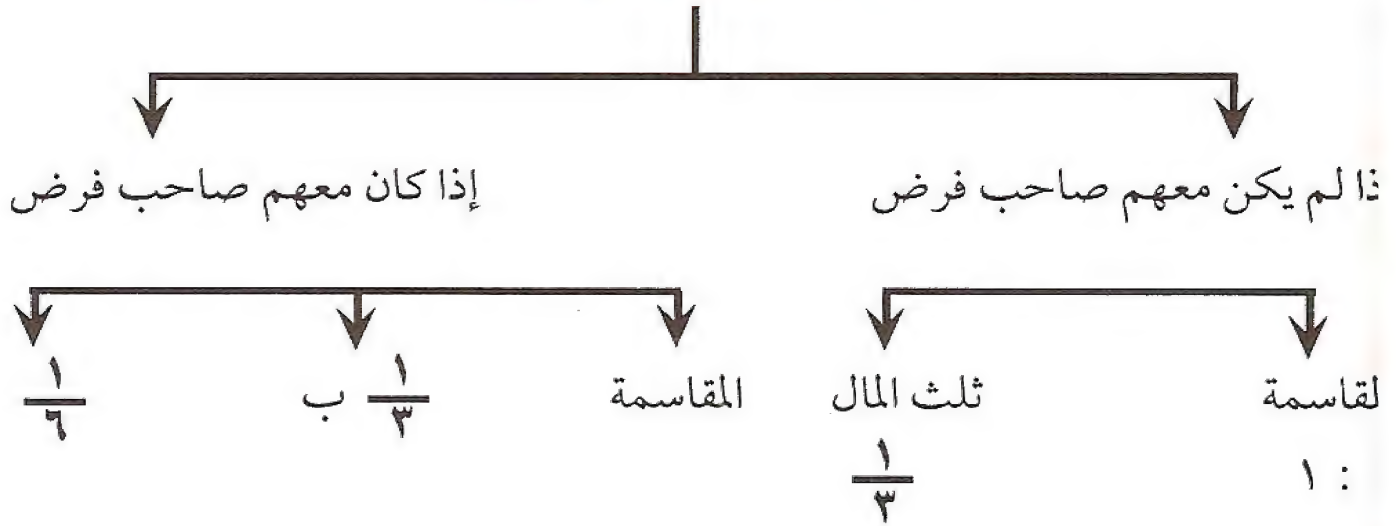 ذا لم يكن معهم صاحب فرض
إذا كان معهم صاحب فرض
لقاسمة
: ١
ثلث المال
١/٣
المقاسمة
١/٣ ب
١/٦